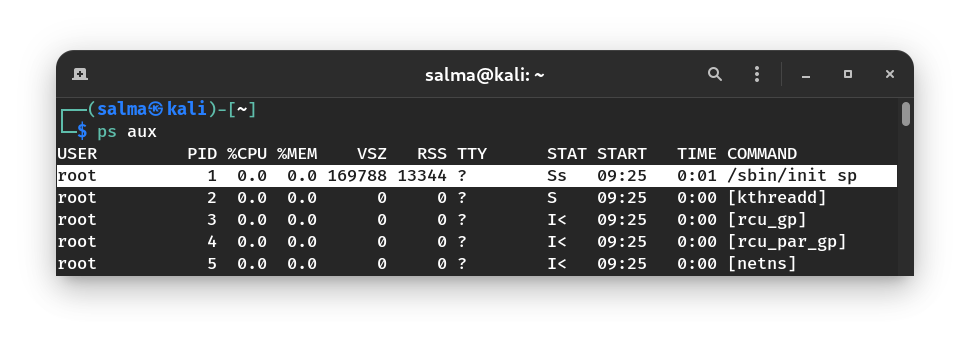 salma@kali: ~
┌──(salma㉿kali)-[~]
└─$ ps aux
USER         PID %CPU %MEM    VSZ   RSS TTY      STAT START   TIME COMMAND
root           1  0.0  0.0 169788 13344 ?        Ss   09:25   0:01 /sbin/init sp
root           2  0.0  0.0      0     0 ?        S    09:25   0:00 [kthreadd]
root           3  0.0  0.0      0     0 ?        I<   09:25   0:00 [rcu_gp]
root           4  0.0  0.0      0     0 ?        I<   09:25   0:00 [rcu_par_gp]
root           5  0.0  0.0      0     0 ?        I<   09:25   0:00 [netns]